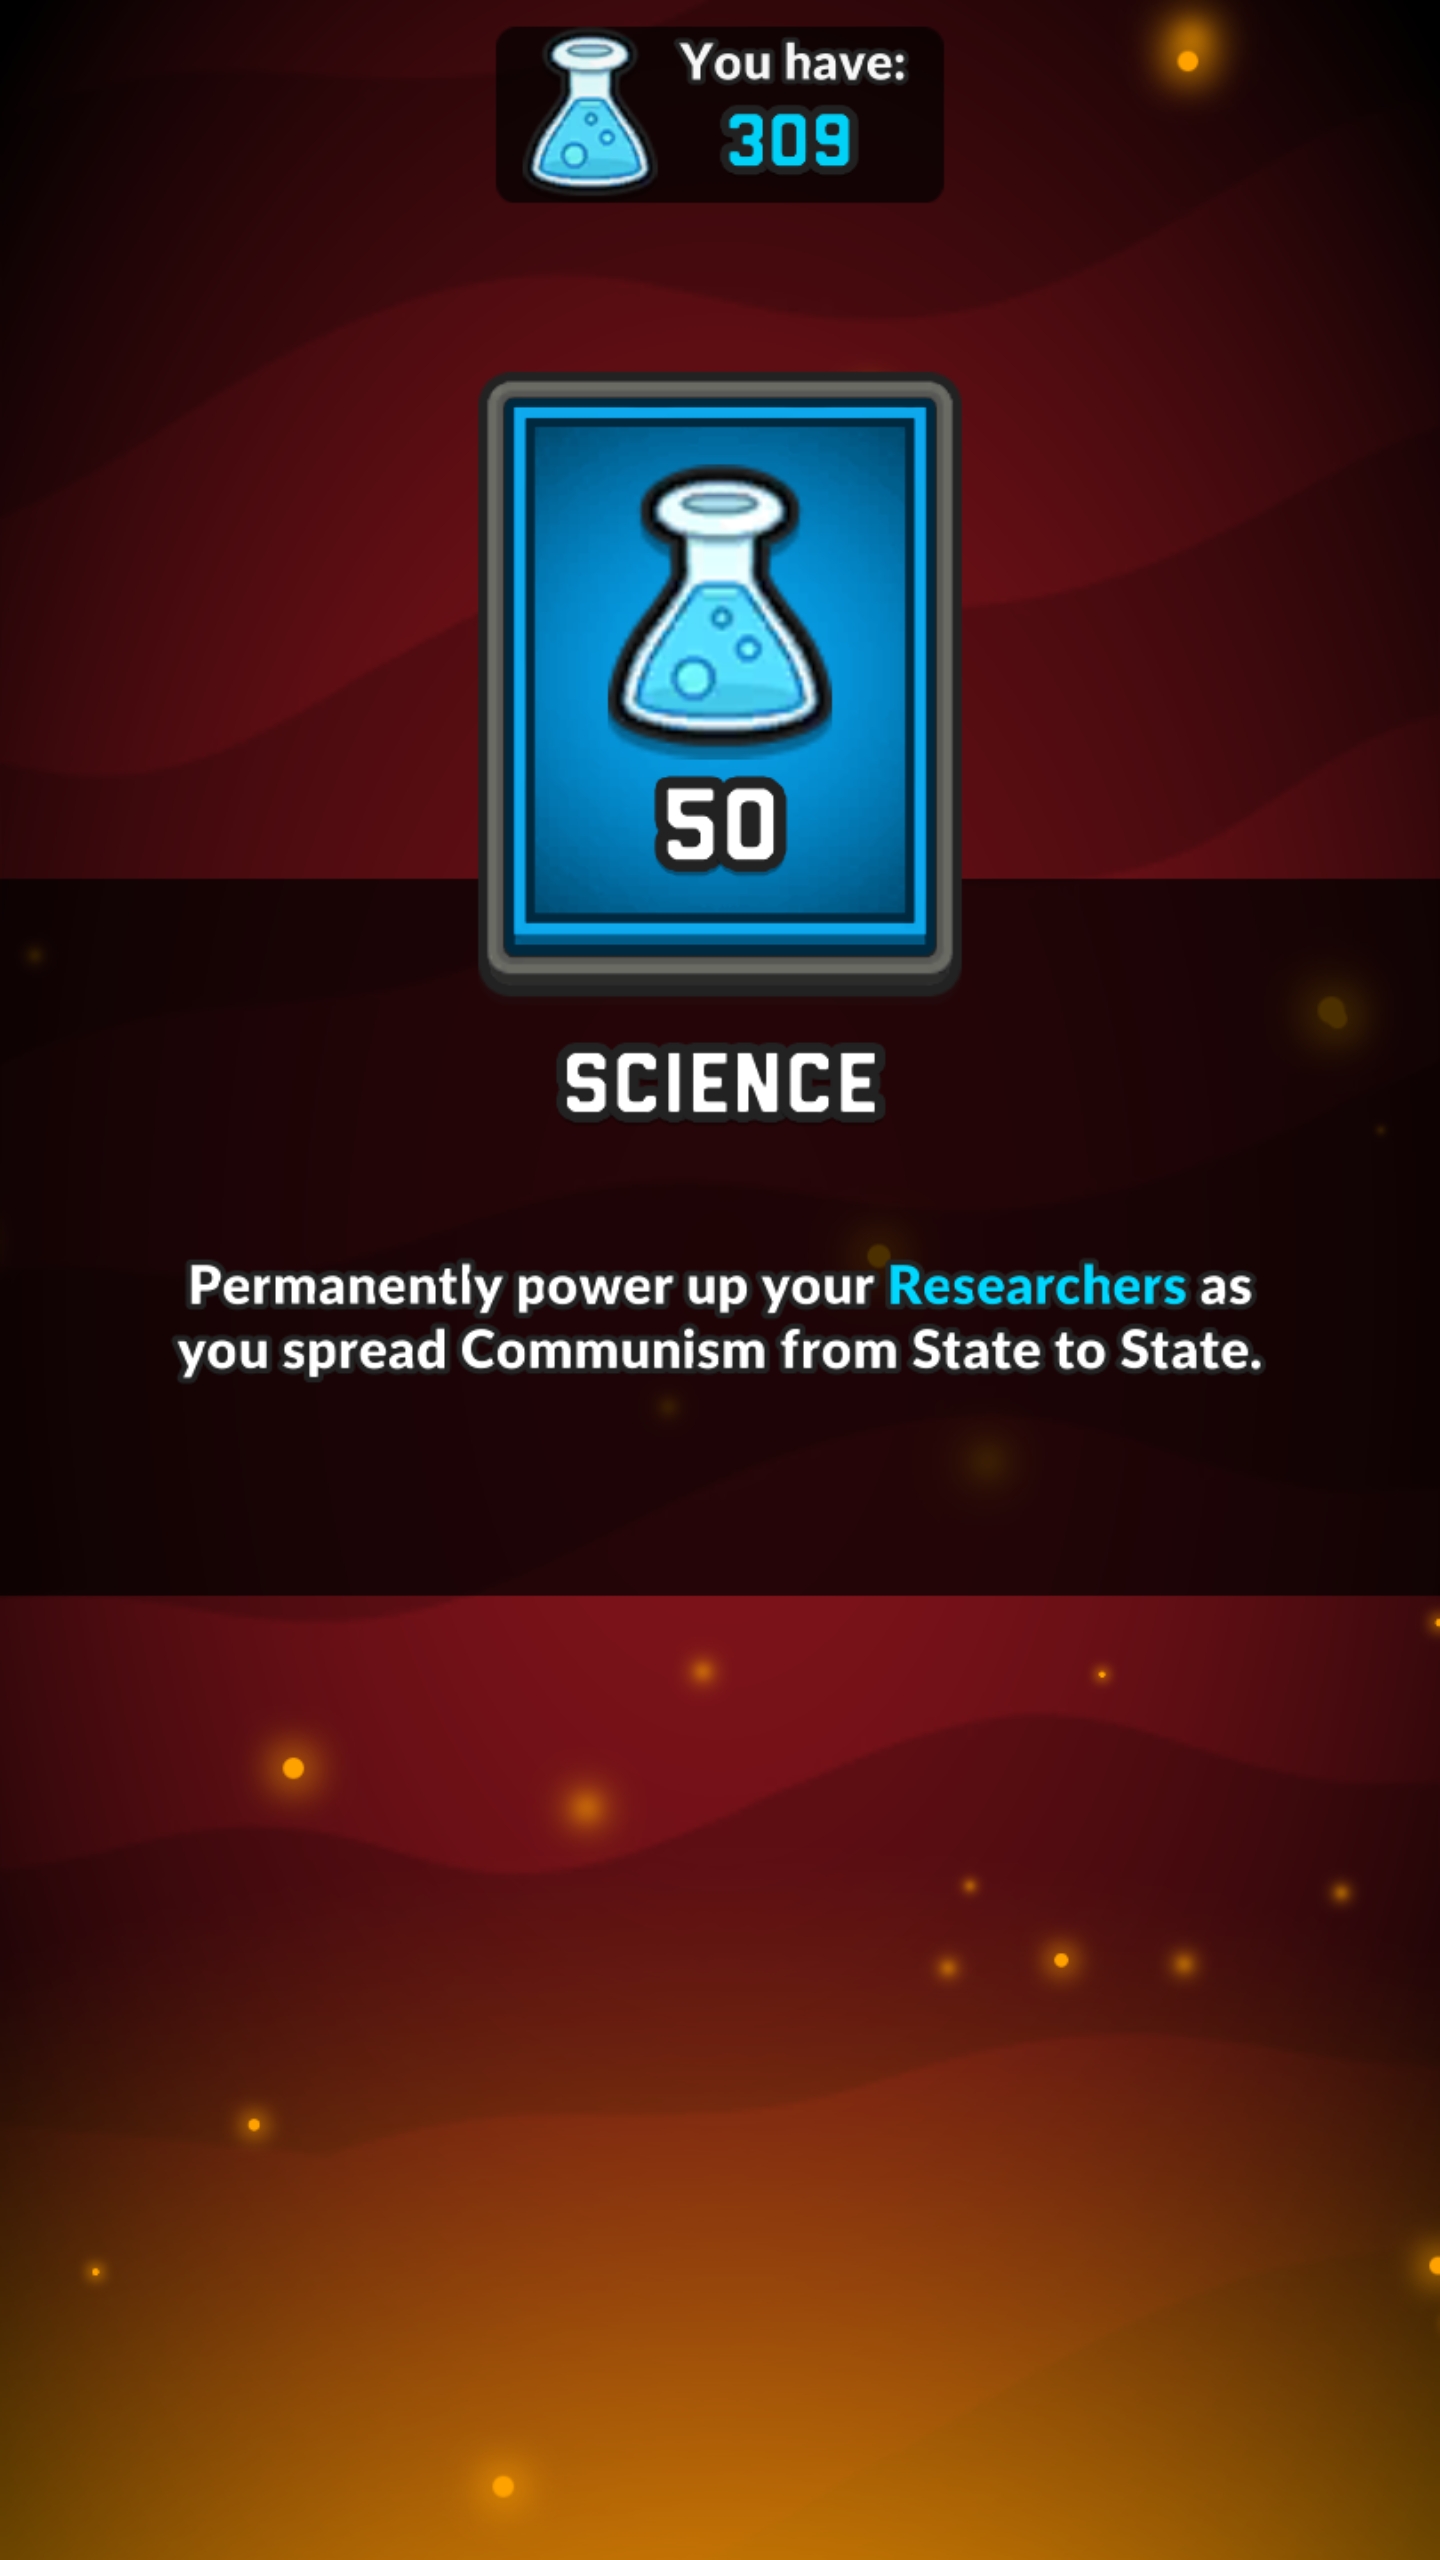 You have:
309
50
SCIENCE
Permanently power up your Researchers as
you spread Communism from State to State.